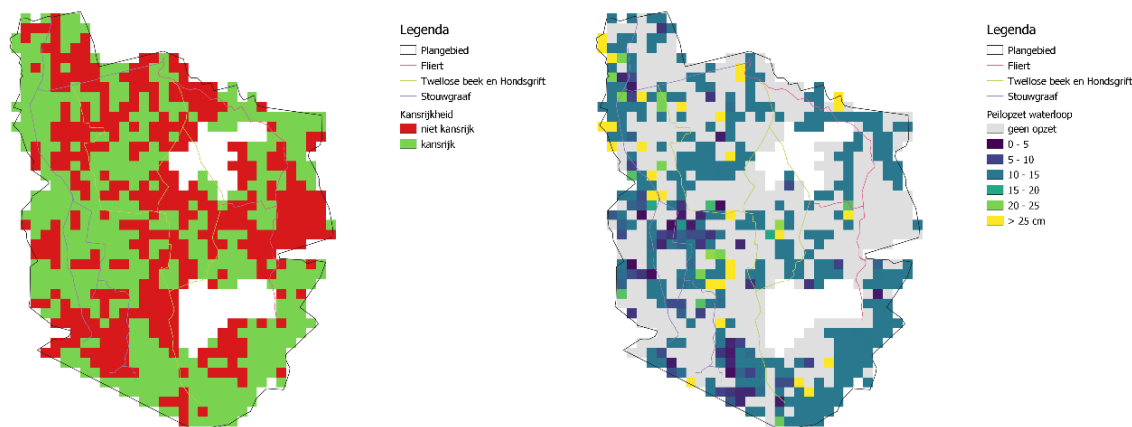 Legenda
Plangebied
Fliert
Twellose beek en Hondsgrift
Stouwgraaf
Kansrijkheid
niet kansrijk
kansrijk
Legenda
Plangebied
Fliert
Twellose beek en Hondsgrift
Stouwgraaf
Peilopzet waterloop
geen opzet
0 - 5
5 - 10
10 - 15
15 - 20
20 - 25
> 25 cm